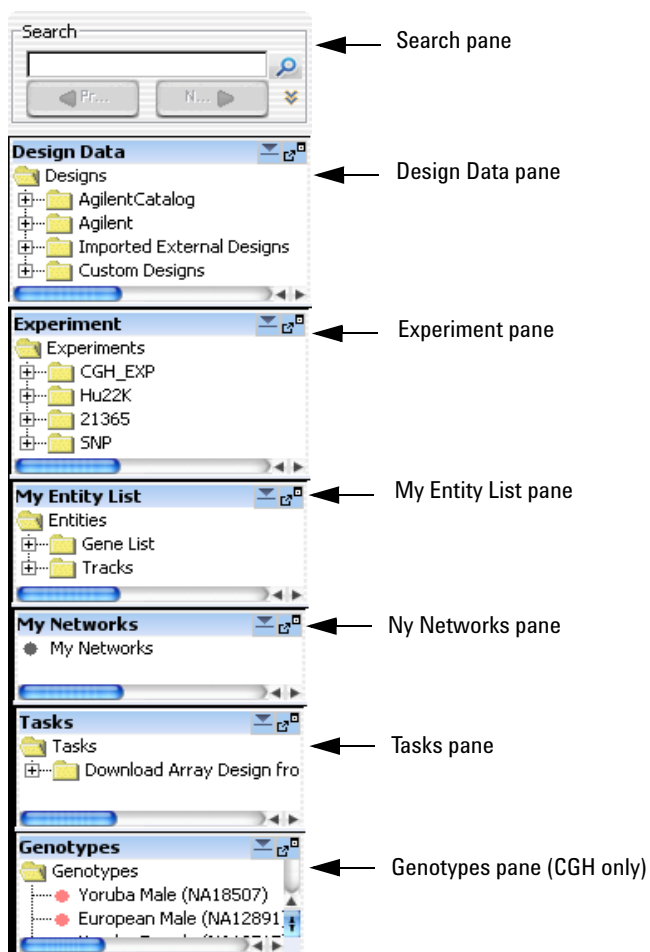 Search
Search pane
Pr...
N...
Design Data
Designs
AgilentCatalog
Agilent
Imported External Designs
Custom Designs
Design Data pane
Experiment
Experiments
CGH_EXP
Hu22K
21365
SNP
Experiment pane
My Entity List
Entities
Gene List
Tracks
My Entity List pane
My Networks
My Networks
Ny Networks pane
Tasks
Tasks
Download Array Design fro
Tasks pane
Genotypes
Genotypes
Yoruba Male (NA18507)
European Male (NA12891
Genotypes pane (CGH only)